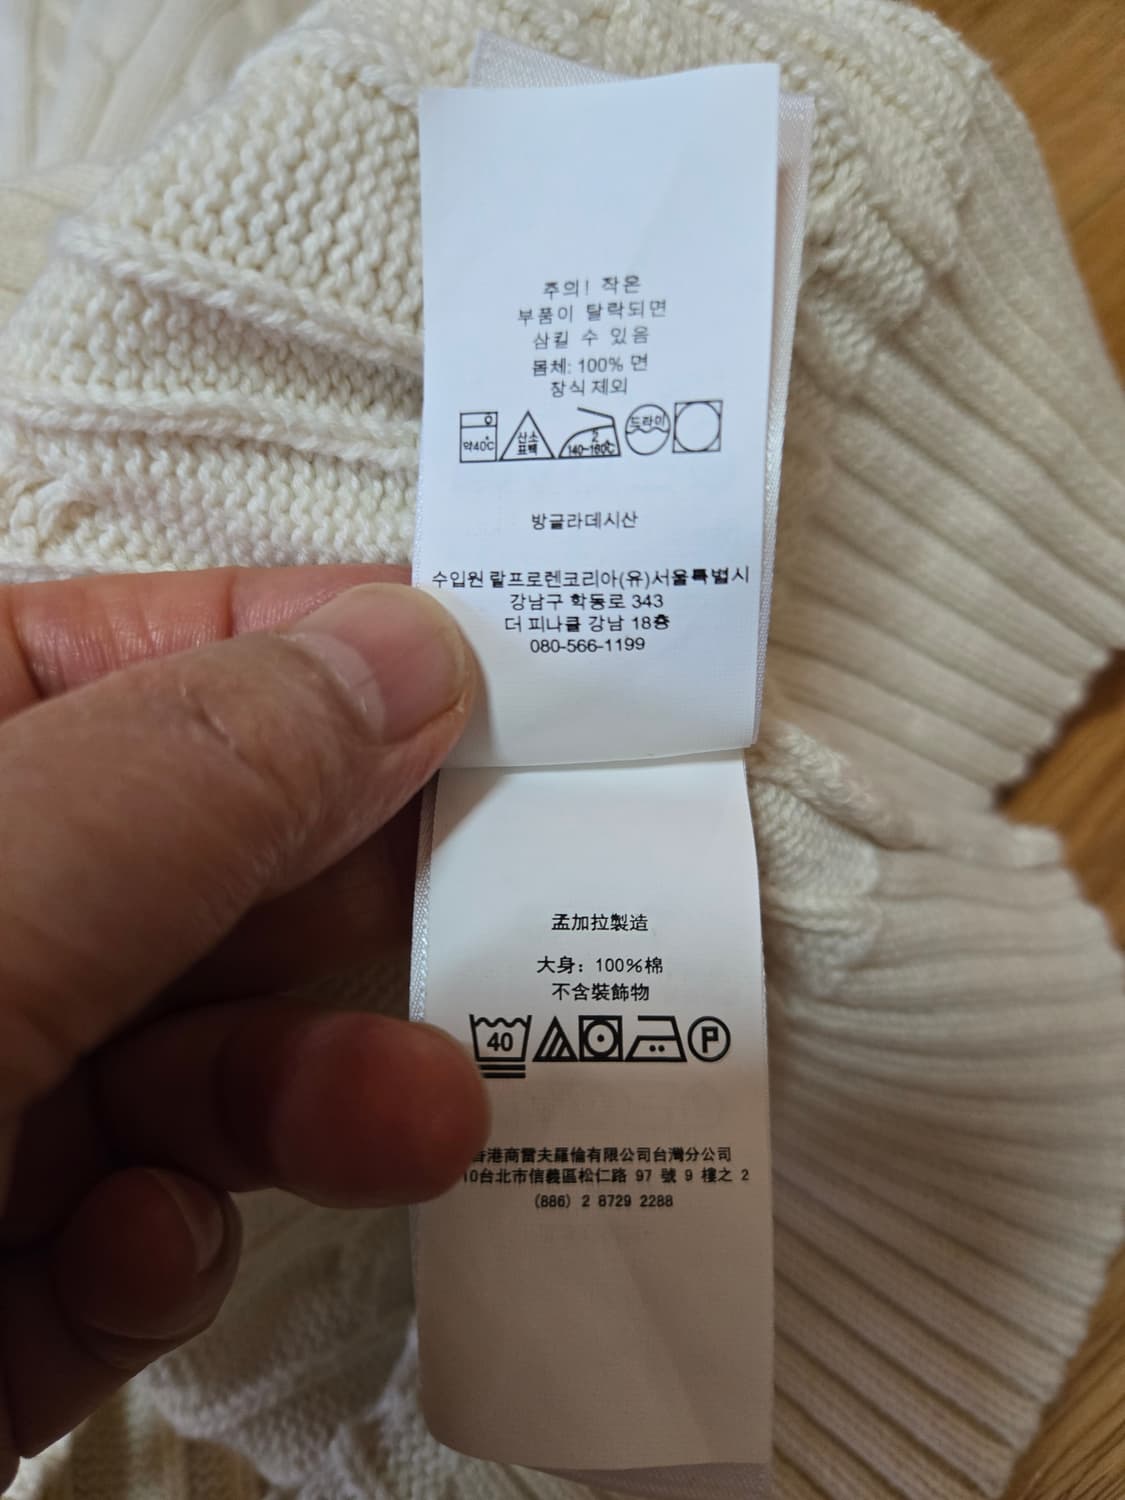 주의! 작은
부품이 탈락되면
삼킬 수 있음
몸체: 100% 면
장식 제외
약40℃ 산소 표백 2 140~160℃ 드라이
방글라데시산
수입원 랄프로렌코리아(유)서울특별시
강남구 학동로 343
더 피나클 강남 18층
080-566-1199
孟加拉製造
大身: 100%棉
不含裝飾物
40 P
香港商雷夫羅倫有限公司台灣分公司
10台北市信義區松仁路 97 號 9 樓之 2
(886) 2 8729 2288